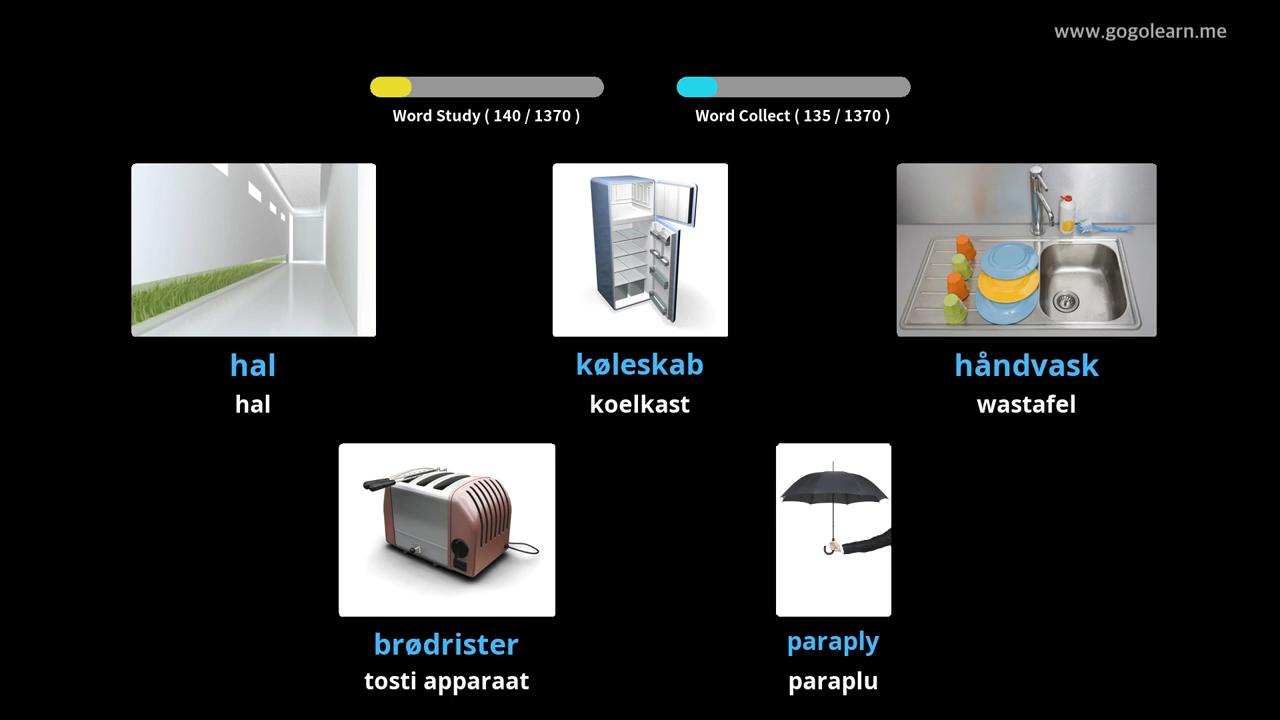 www.gogolearn.me
Word Study ( 140 / 1370 )
Word Collect ( 135 / 1370 )
hal
hal
køleskab
koelkast
håndvask
wastafel
brødrister
tosti apparaat
paraply
paraplu